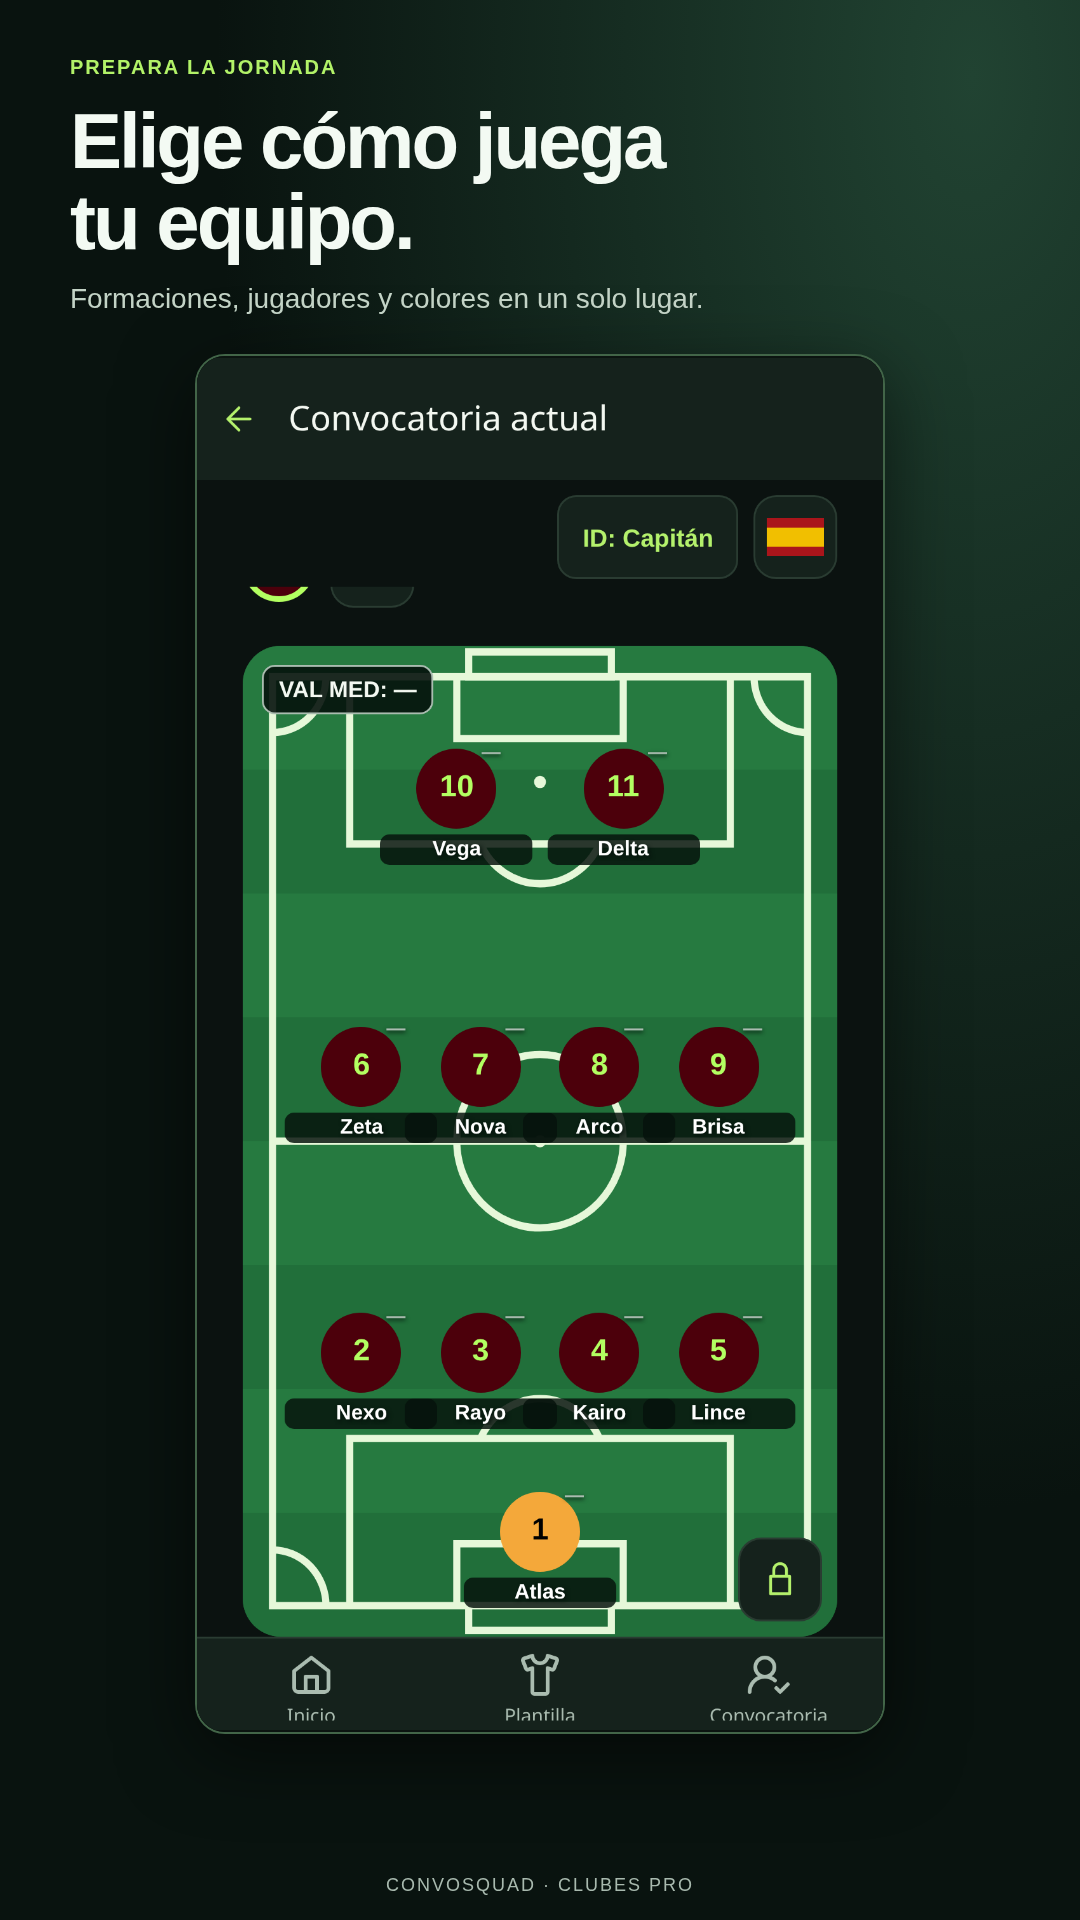 PREPARA LA JORNADA
Elige cómo juega
tu equipo.
Formaciones, jugadores y colores en un solo lugar.
Convocatoria actual
ID: Capitán
VAL MED: —
— —
10 11
Vega Delta
— — — —
6 7 8 9
Zeta Nova Arco Brisa
— — — —
2 3 4 5
Nexo Rayo Kairo Lince
—
1
Atlas
Inicio Plantilla Convocatoria
CONVOSQUAD · CLUBES PRO